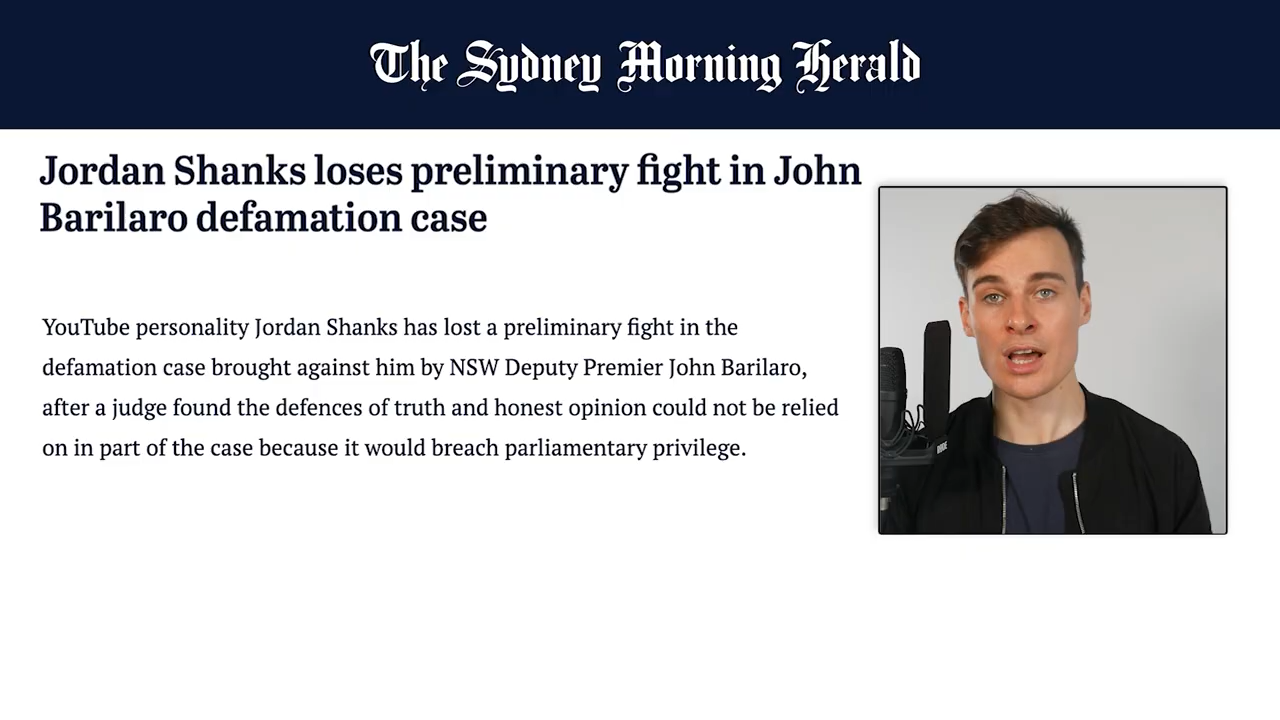 The Sydney Morning Herald
Jordan Shanks loses preliminary fight in John
Barilaro defamation case
YouTube personality Jordan Shanks has lost a preliminary fight in the
defamation case brought against him by NSW Deputy Premier John Barilaro,
after a judge found the defences of truth and honest opinion could not be relied
on in part of the case because it would breach parliamentary privilege.
RODE